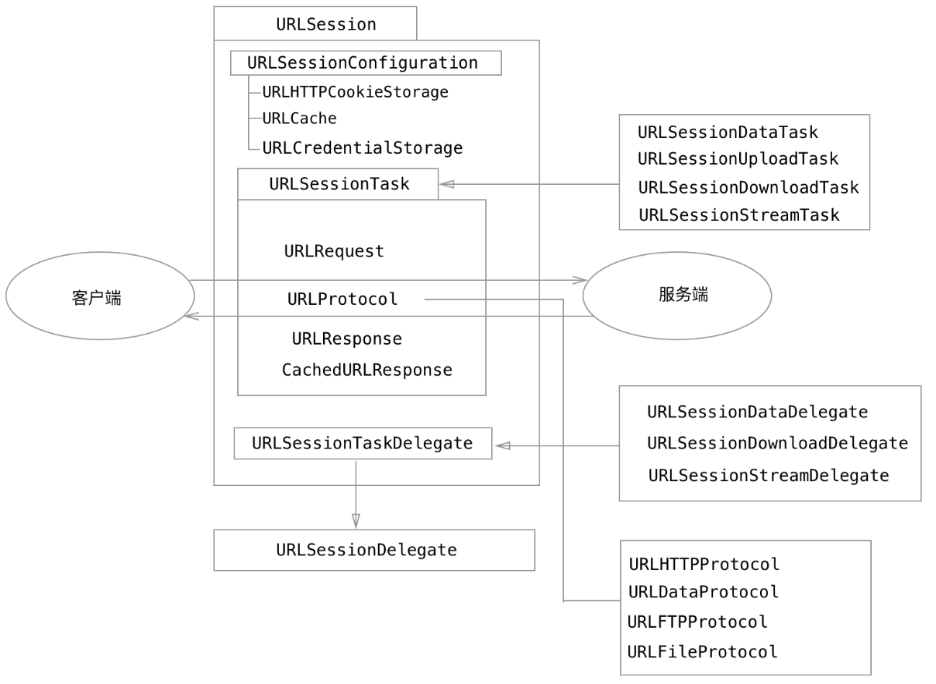 URLSession
URLSessionConfiguration
URLHTTPCookieStorage
URLCache
URLCredentialStorage
URLSessionTask
URLRequest
URLProtocol
URLResponse
CachedURLResponse
URLSessionTaskDelegate
URLSessionDelegate
客户端
服务端
URLSessionDataTask
URLSessionUploadTask
URLSessionDownloadTask
URLSessionStreamTask
URLSessionDataDelegate
URLSessionDownloadDelegate
URLSessionStreamDelegate
URLHTTPProtocol
URLDataProtocol
URLFTPProtocol
URLFileProtocol